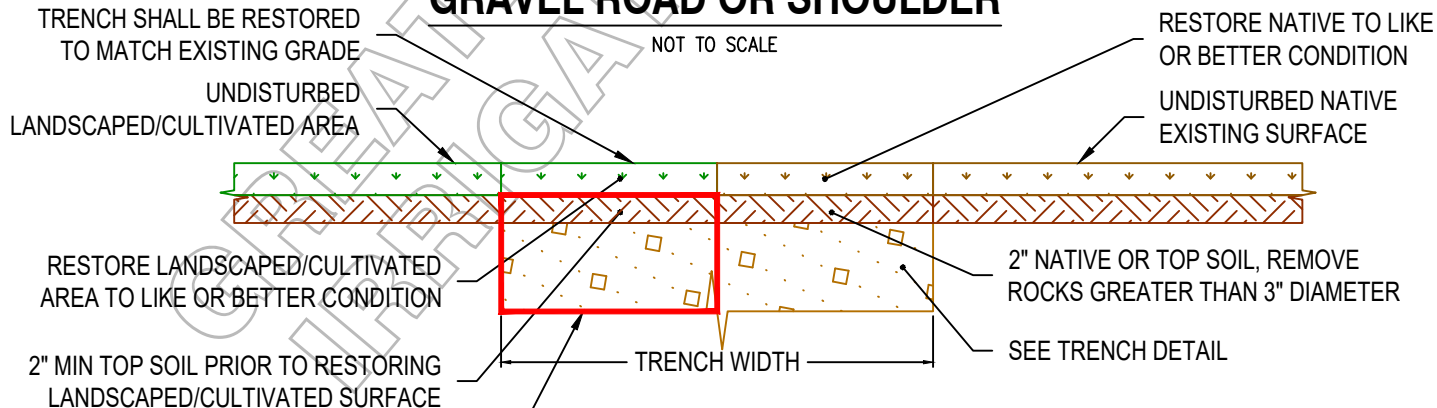 GRAVEL ROAD OR SHOULDER
NOT TO SCALE
TRENCH SHALL BE RESTORED
TO MATCH EXISTING GRADE
UNDISTURBED
LANDSCAPED/CULTIVATED AREA
RESTORE NATIVE TO LIKE
OR BETTER CONDITION
UNDISTURBED NATIVE
EXISTING SURFACE
RESTORE LANDSCAPED/CULTIVATED
AREA TO LIKE OR BETTER CONDITION
2" NATIVE OR TOP SOIL, REMOVE
ROCKS GREATER THAN 3" DIAMETER
2" MIN TOP SOIL PRIOR TO RESTORING
LANDSCAPED/CULTIVATED SURFACE
TRENCH WIDTH
SEE TRENCH DETAIL
GREAT